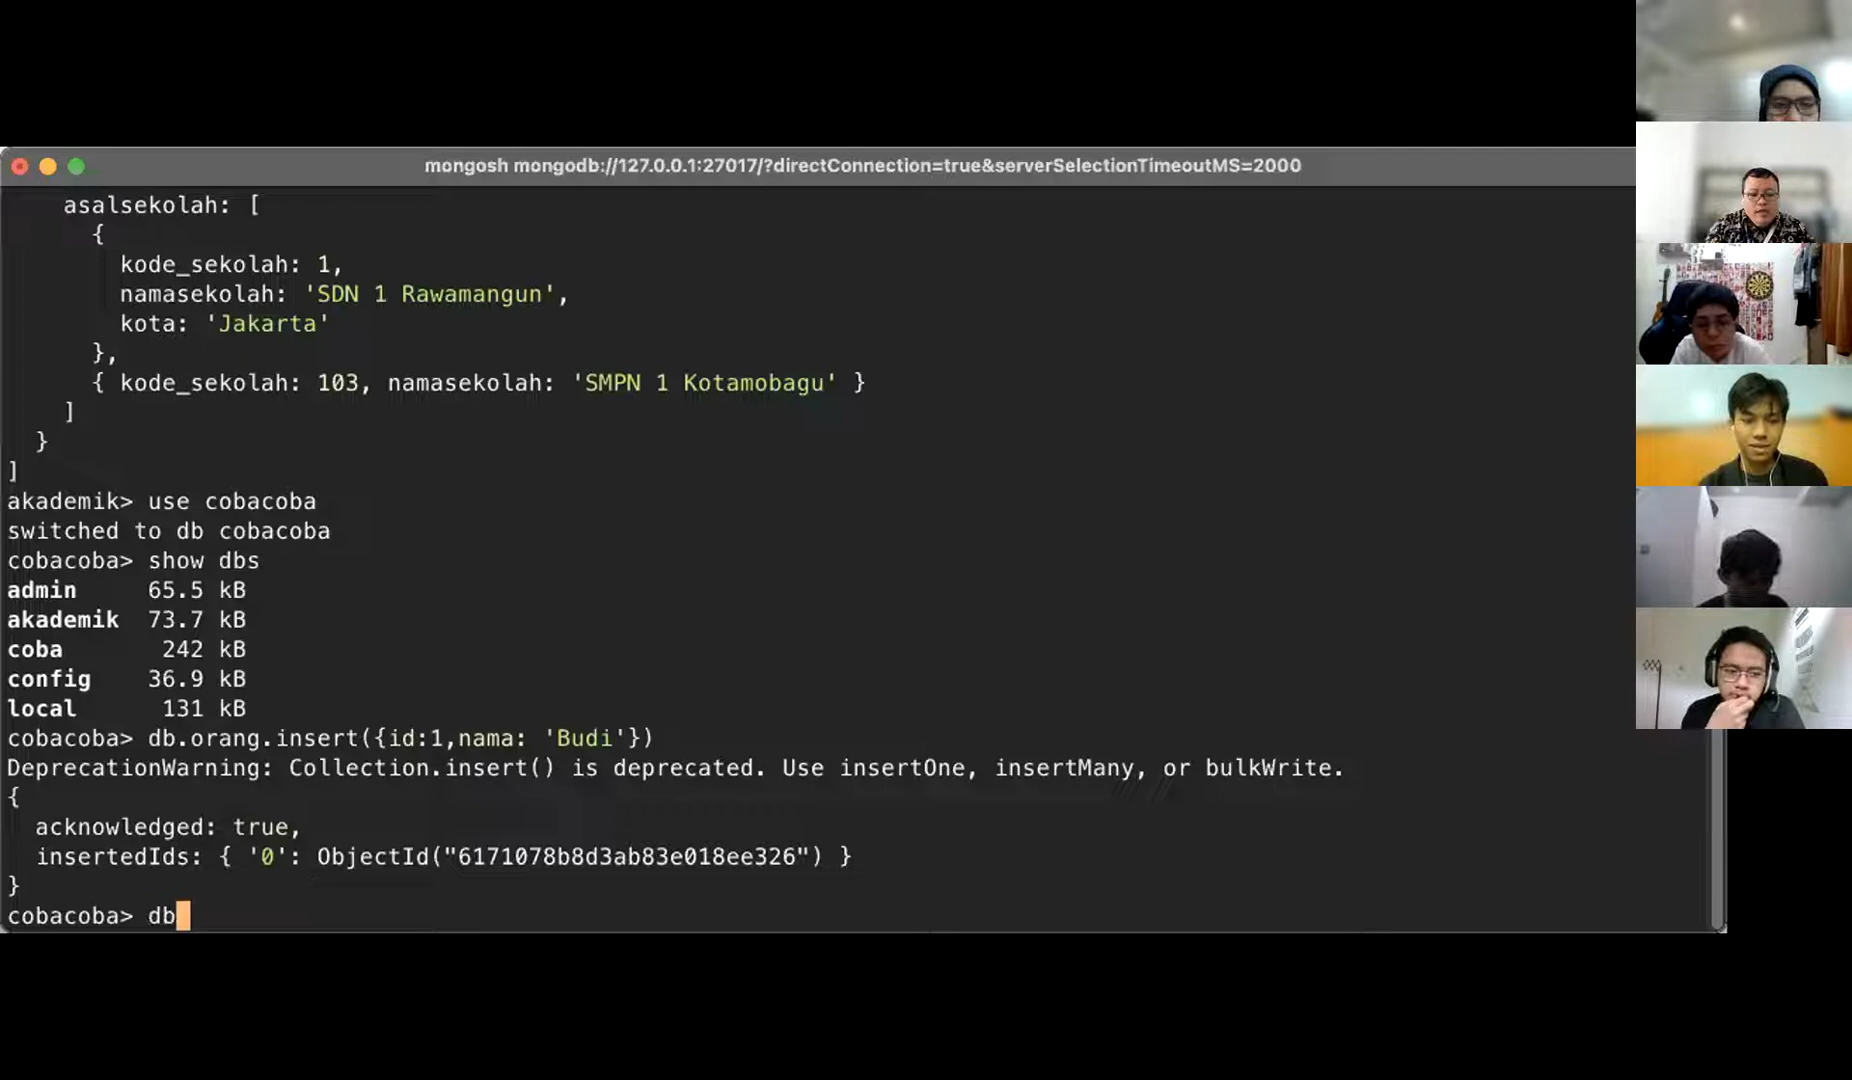 mongosh mongodb://127.0.0.1:27017/?directConnection=true&serverSelectionTimeoutMS=2000
    asalsekolah: [
      {
        kode_sekolah: 1,
        namasekolah: 'SDN 1 Rawamangun',
        kota: 'Jakarta'
      },
      { kode_sekolah: 103, namasekolah: 'SMPN 1 Kotamobagu' }
    ]
  }
]
akademik> use cobacoba
switched to db cobacoba
cobacoba> show dbs
admin     65.5 kB
akademik  73.7 kB
coba       242 kB
config    36.9 kB
local      131 kB
cobacoba> db.orang.insert({id:1,nama: 'Budi'})
DeprecationWarning: Collection.insert() is deprecated. Use insertOne, insertMany, or bulkWrite.
{
  acknowledged: true,
  insertedIds: { '0': ObjectId("6171078b8d3ab83e018ee326") }
}
cobacoba> db